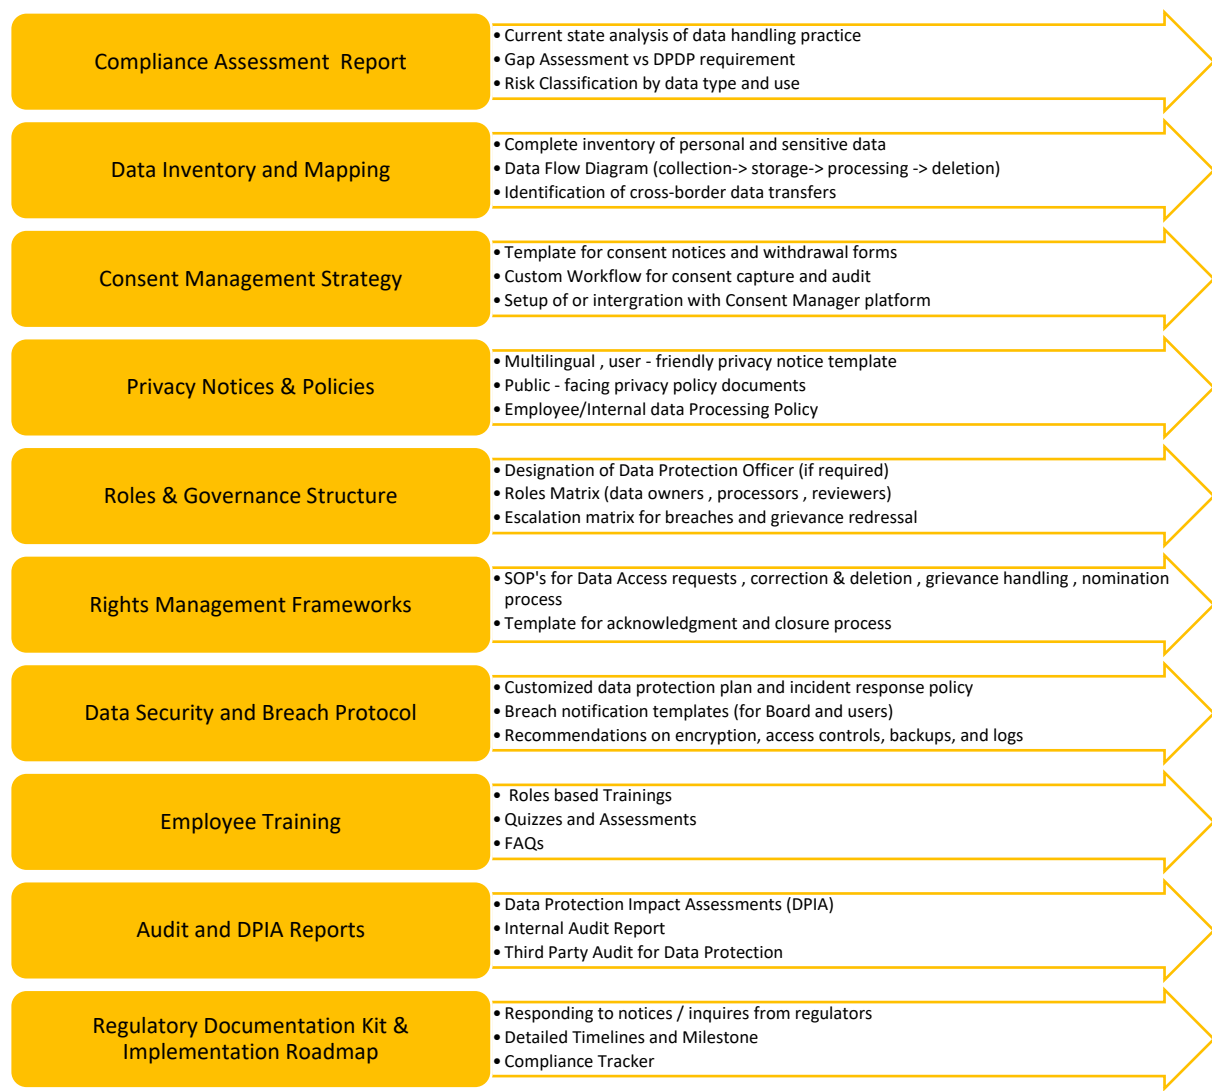 Compliance Assessment Report
• Current state analysis of data handling practice
• Gap Assessment vs DPDP requirement
• Risk Classification by data type and use
Data Inventory and Mapping
• Complete inventory of personal and sensitive data
• Data Flow Diagram (collection-> storage-> processing -> deletion)
• Identification of cross-border data transfers
Consent Management Strategy
• Template for consent notices and withdrawal forms
• Custom Workflow for consent capture and audit
• Setup of or intergration with Consent Manager platform
Privacy Notices & Policies
• Multilingual , user - friendly privacy notice template
• Public - facing privacy policy documents
• Employee/Internal data Processing Policy
Roles & Governance Structure
• Designation of Data Protection Officer (if required)
• Roles Matrix (data owners , processors , reviewers)
• Escalation matrix for breaches and grievance redressal
Rights Management Frameworks
• SOP's for Data Access requests , correction & deletion , grievance handling , nomination
process
• Template for acknowledgment and closure process
Data Security and Breach Protocol
• Customized data protection plan and incident response policy
• Breach notification templates (for Board and users)
• Recommendations on encryption, access controls, backups, and logs
Employee Training
• Roles based Trainings
• Quizzes and Assessments
• FAQs
Audit and DPIA Reports
• Data Protection Impact Assessments (DPIA)
• Internal Audit Report
• Third Party Audit for Data Protection
Regulatory Documentation Kit &
Implementation Roadmap
• Responding to notices / inquires from regulators
• Detailed Timelines and Milestone
• Compliance Tracker